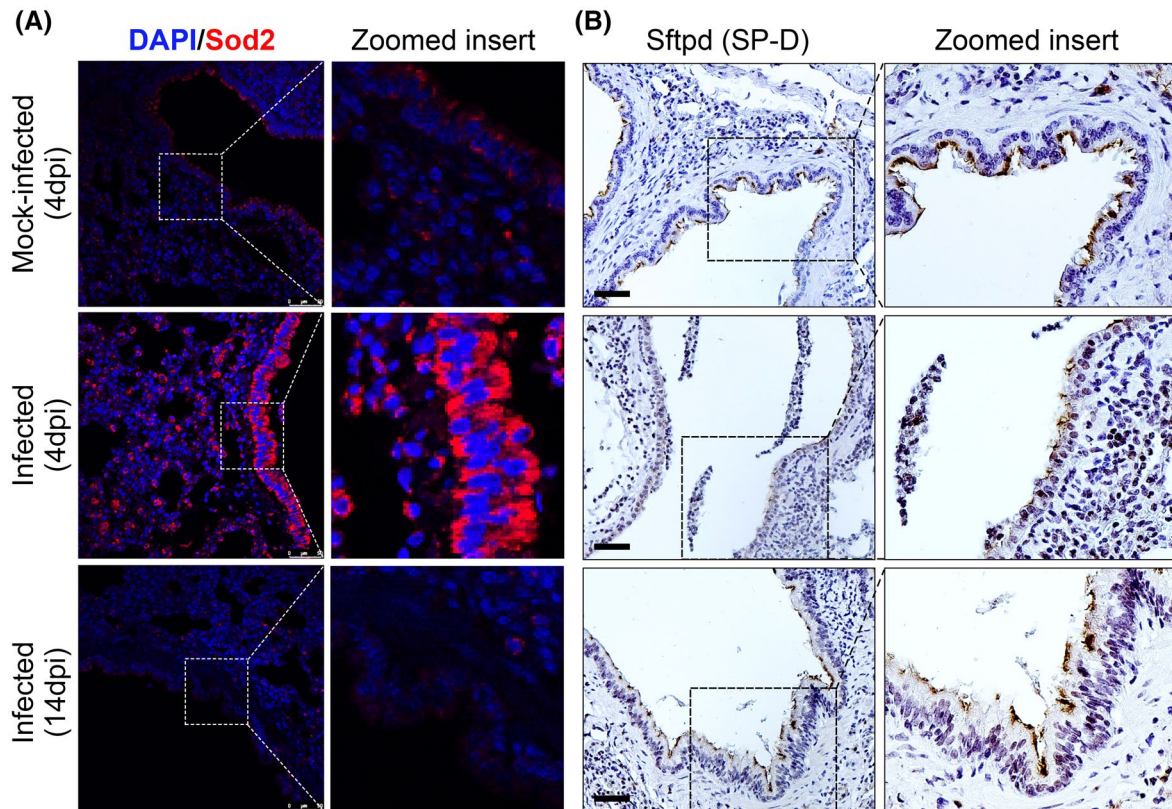 (A)
DAPI/Sod2
Zoomed insert
(B)
Sftpd (SP-D)
Zoomed insert
Mock-infected
(4dpi)
Infected
(4dpi)
Infected
(14dpi)